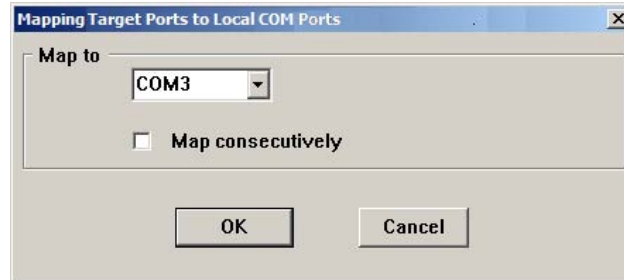 Mapping Target Ports to Local COM Ports
Map to
COM3
Map consecutively
OK Cancel